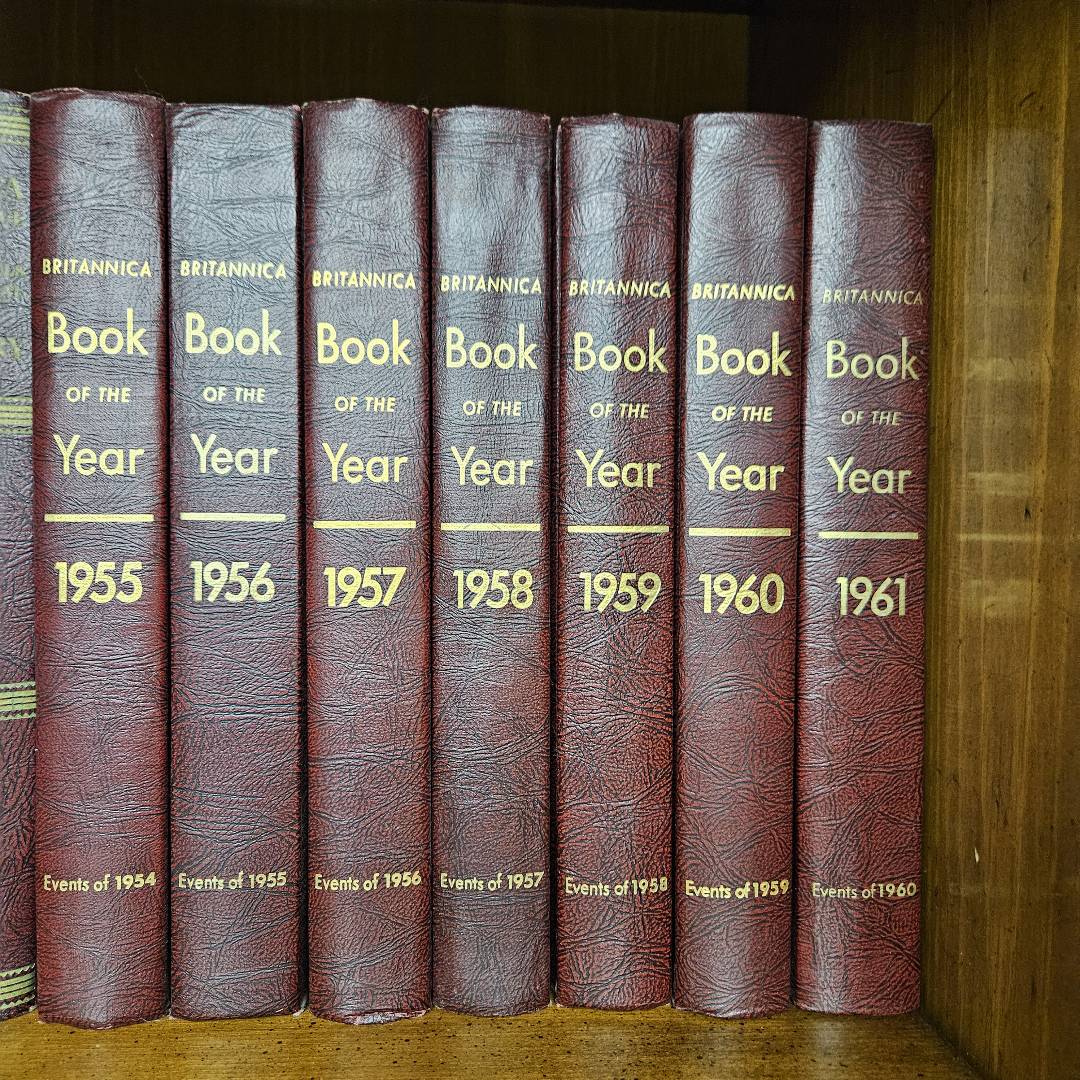 BRITANNICA
Book
OF THE
Year
1955
Events of 1954
BRITANNICA
Book
OF THE
Year
1956
Events of 1955
BRITANNICA
Book
OF THE
Year
1957
Events of 1956
BRITANNICA
Book
OF THE
Year
1958
Events of 1957
BRITANNICA
Book
OF THE
Year
1959
Events of 1958
BRITANNICA
Book
OF THE
Year
1960
Events of 1959
BRITANNICA
Book
OF THE
Year
1961
Events of 1960